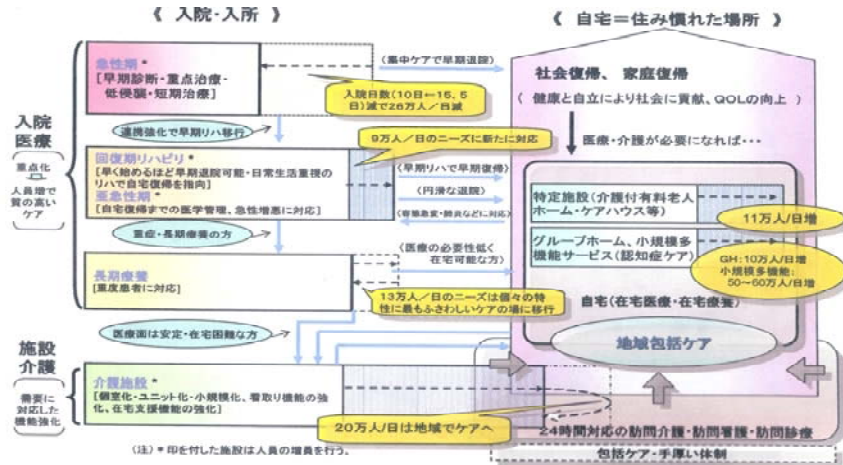 《 入院・入所 》
《 自宅=住み慣れた場所 》
急性期*
[早期診断・重点治療・
低侵襲・短期治療]
〈集中ケアで早期退院〉
入院日数(10日←15.5
日)減で26万人/日減
社会復帰、家庭復帰
( 健康と自立により社会に貢献、QOLの向上 )
入院
医療
重点化
人員増で
質の高い
ケア
連携強化で早期リハ移行
9万人/日のニーズに新たに対応
医療・介護が必要になれば・・・
回復期リハビリ*
[早く始めるほど早期退院可能・日常生活重視の
リハで自宅復帰を指向]
亜急性期*
[自宅復帰までの医学管理、急性増悪に対応]
〈早期リハで早期復帰〉
〈円滑な退院〉
〈容態急変・肺炎などに対応〉
特定施設(介護付有料老人
ホーム・ケアハウス等)
11万人/日増
グループホーム、小規模多
機能サービス(認知症ケア)
GH:10万人/日増
小規模多機能:
50~60万人/日増
重症・長期療養の方
〈医療の必要性低く
在宅可能な方〉
長期療養
[重度患者に対応]
13万人/日のニーズは個々の特
性に最もふさわしいケアの場に移行
自宅(在宅医療・在宅療養)
医療面は安定・在宅困難な方
地域包括ケア
施設
介護
需要に
対応した
機能強化
介護施設*
[個室化・ユニット化・小規模化、看取り機能の強
化、在宅支援機能の強化]
20万人/日は地域でケアへ
24時間対応の訪問介護・訪問看護・訪問診療
包括ケア・手厚い体制
(注) *印を付した施設は人員の増員を行う。